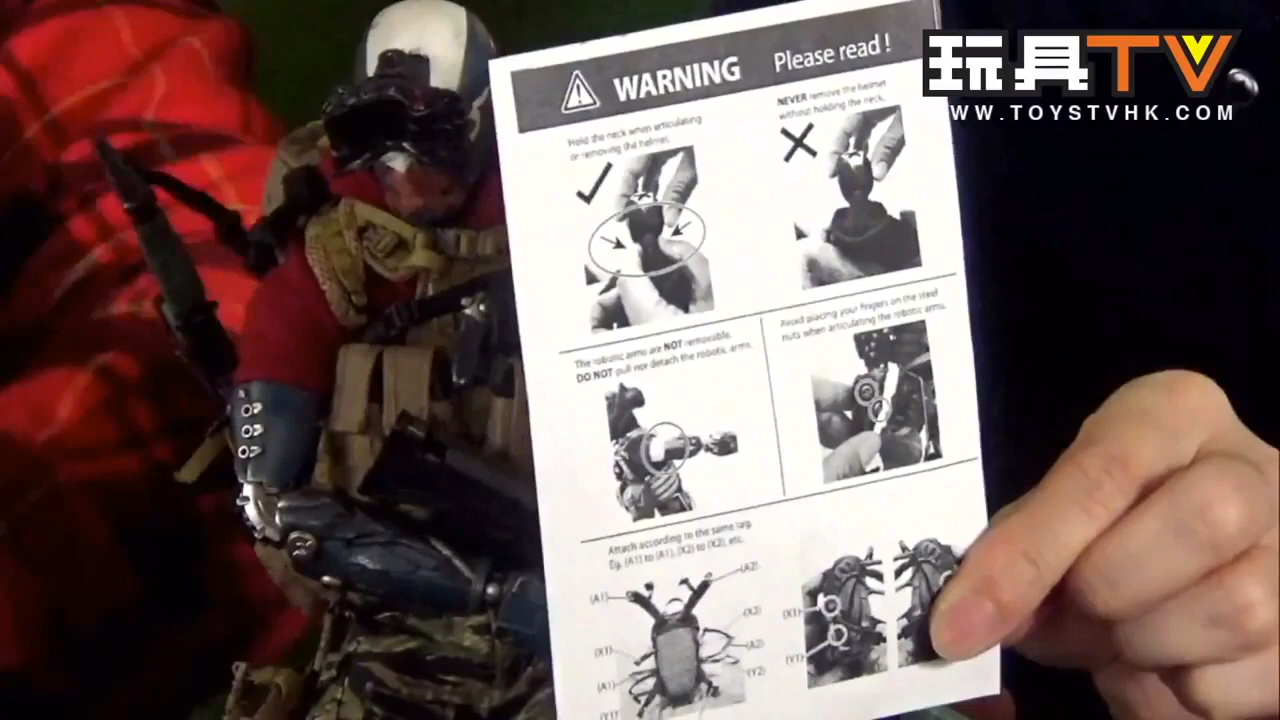 玩具TV
WWW.TOYSTVHK.COM
WARNING Please read !
Hold the neck when articulating
or removing the helmet.
NEVER remove the helmet
without holding the neck.
The robotic arms are NOT removable.
DO NOT pull nor detach the robotic arms.
Avoid placing your fingers on the steel
nuts when articulating the robotic arms.
Attach according to the same tag.
Eg. (A1) to (A1), (X2) to (X2), etc.
(A1)
(A2)
(X2)
(X1)
(A2)
(A1)
(Y2)
(Y1)
(X1)
(Y1)